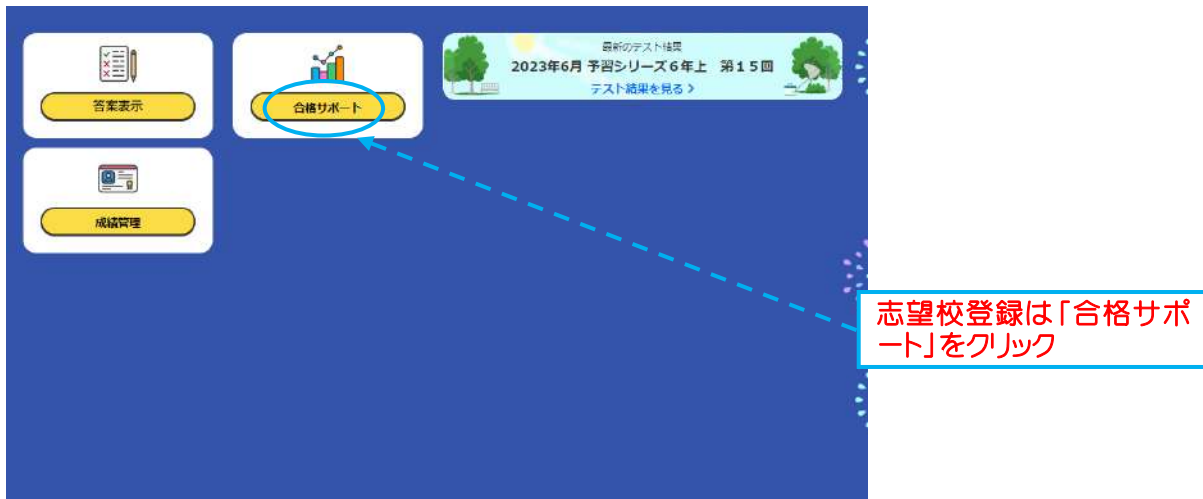 最新のテスト結果
2023年6月 予習シリーズ6年上 第15回
テスト結果を見る >
答案表示
合格サポート
成績管理
志望校登録は「合格サポ
ート」をクリック